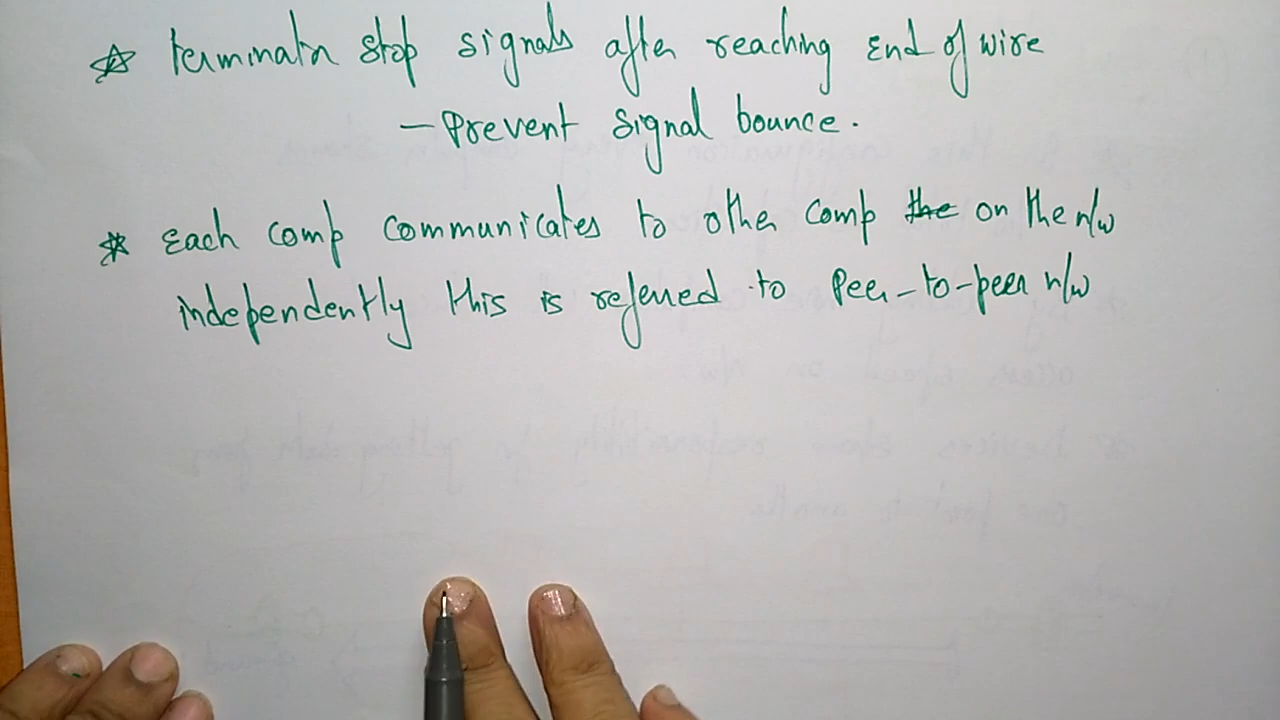 ☆ terminatr stop signals after reaching End of wire
— Prevent signal bounce.
* Each comp communicates to other comp the on the n/w
independently this is referred to Peer-to-peer n/w